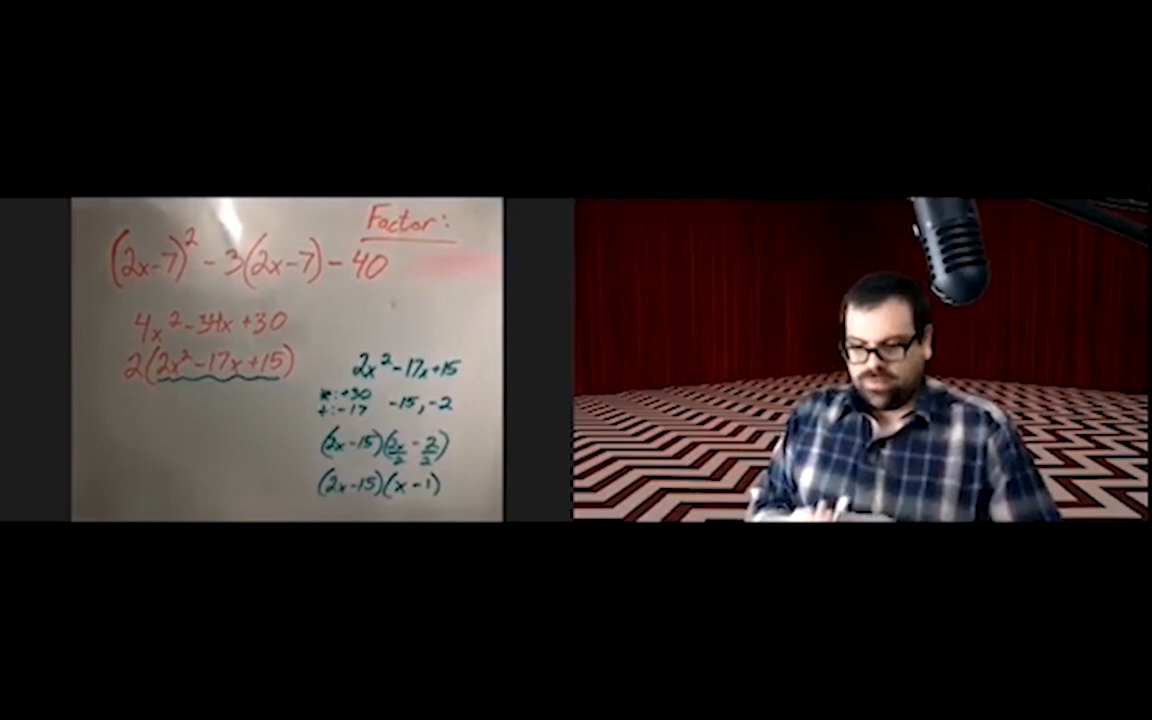 Factor:
(2x-7)² - 3(2x-7) - 40
4x² - 34x + 30
2(2x² - 17x + 15)
2x² - 17x + 15
x: +30
+: -17 -15, -2
(2x - 15)(2x/2 - 2/2)
(2x - 15)(x - 1)